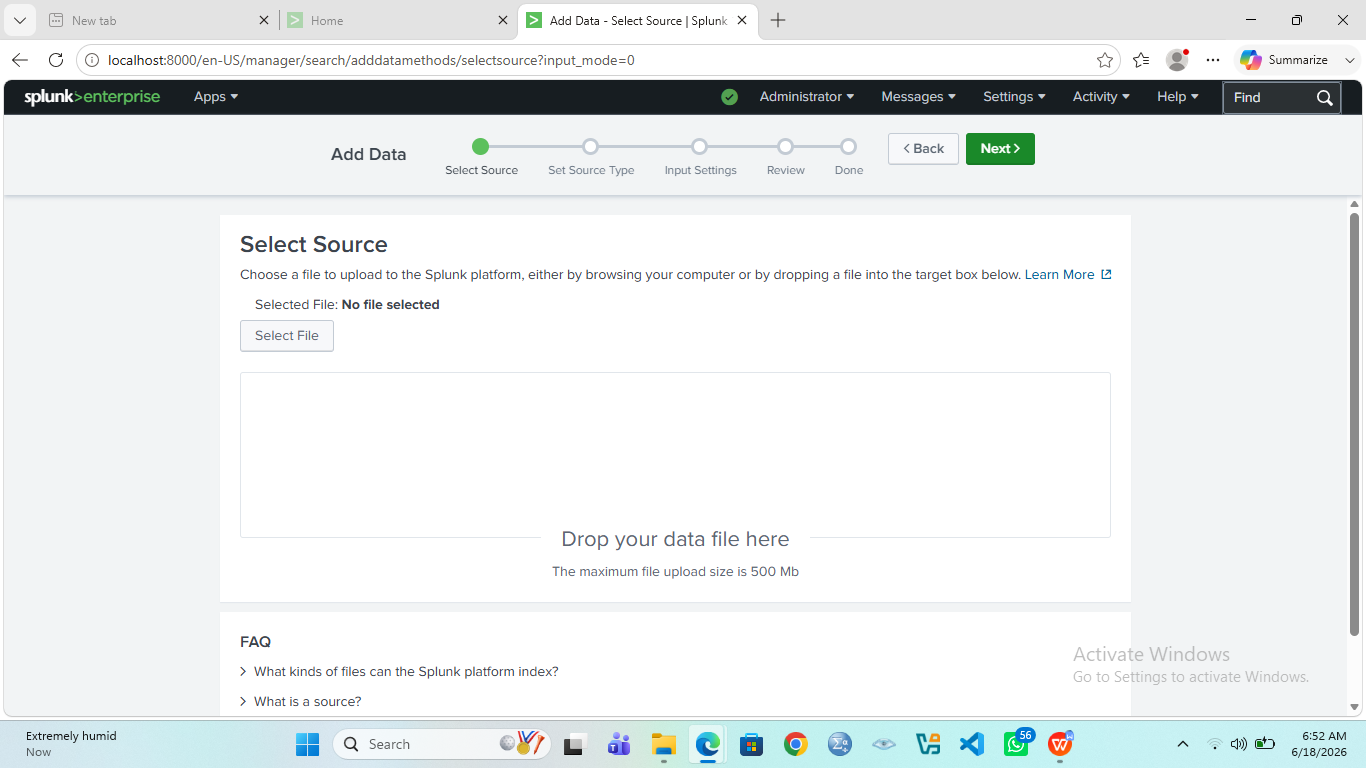 New tab
Home
Add Data - Select Source | Splunk
localhost:8000/en-US/manager/search/adddatamethods/selectsource?input_mode=0
Summarize
splunk>enterprise
Apps
Administrator
Messages
Settings
Activity
Help
Find
Add Data
Select Source
Set Source Type
Input Settings
Review
Done
< Back
Next >
Select Source
Choose a file to upload to the Splunk platform, either by browsing your computer or by dropping a file into the target box below. Learn More
Selected File: No file selected
Select File
Drop your data file here
The maximum file upload size is 500 Mb
FAQ
> What kinds of files can the Splunk platform index?
> What is a source?
Activate Windows
Go to Settings to activate Windows.
Extremely humid
Now
Search
56
6:52 AM
6/18/2026